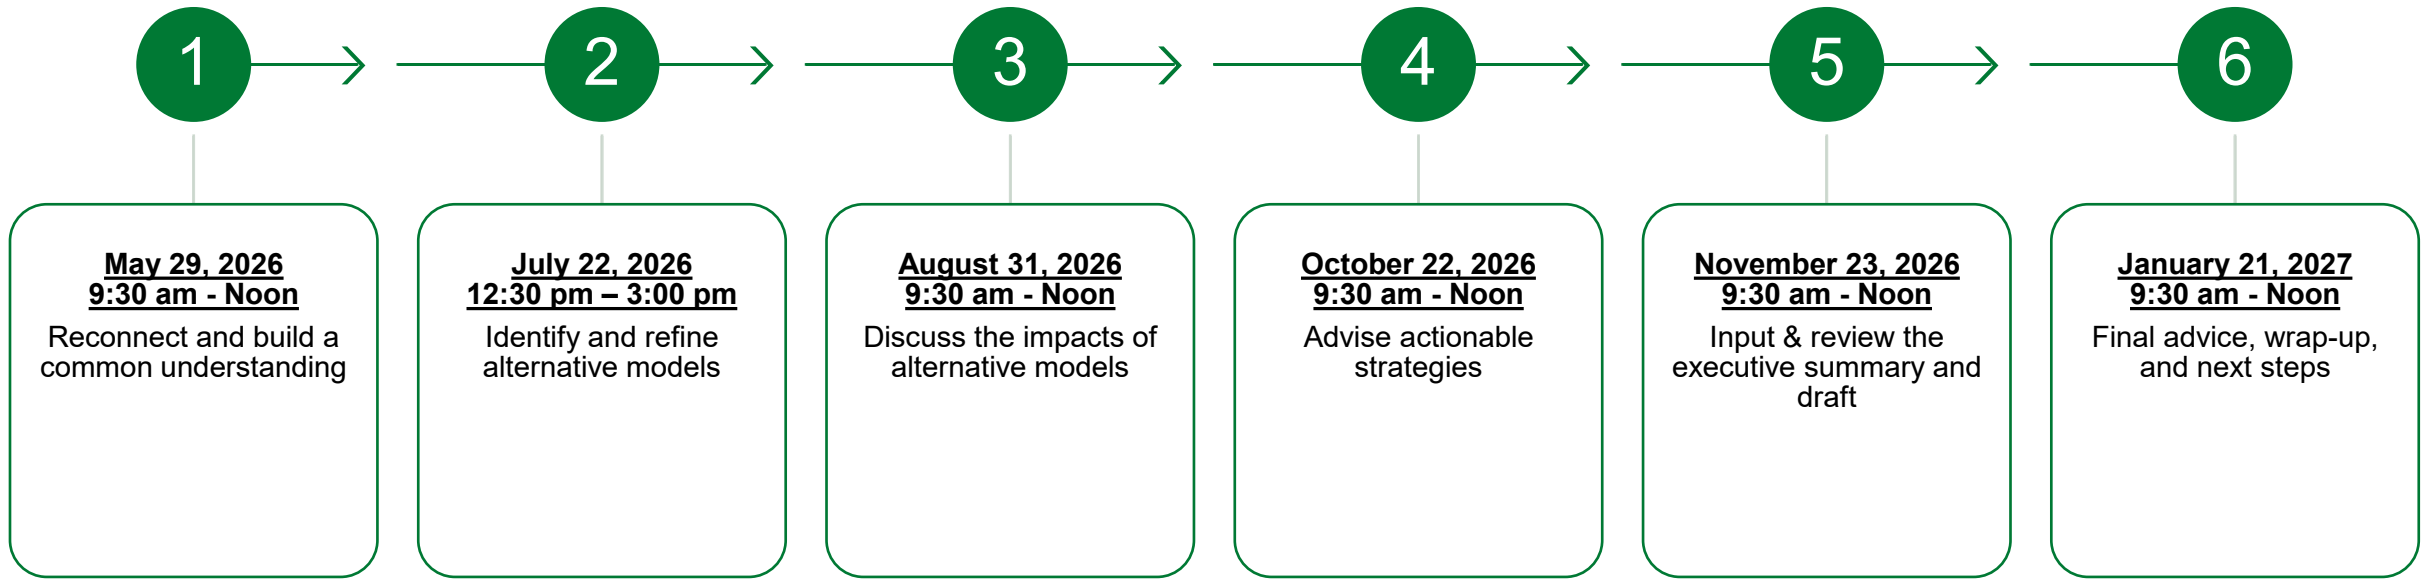 1
2
3
4
5
6
May 29, 2026
9:30 am - Noon
Reconnect and build a
common understanding
July 22, 2026
12:30 pm – 3:00 pm
Identify and refine
alternative models
August 31, 2026
9:30 am - Noon
Discuss the impacts of
alternative models
October 22, 2026
9:30 am - Noon
Advise actionable
strategies
November 23, 2026
9:30 am - Noon
Input & review the
executive summary and
draft
January 21, 2027
9:30 am - Noon
Final advice, wrap-up,
and next steps